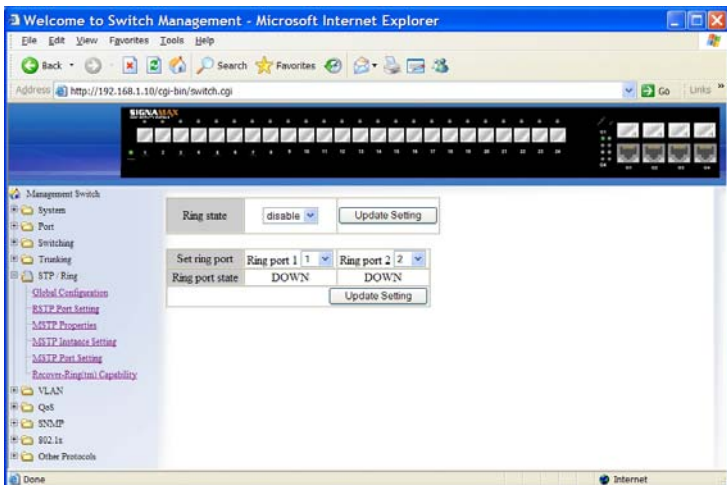 Welcome to Switch Management - Microsoft Internet Explorer
File Edit View Favorites Tools Help
Back Search Favorites
Address http://192.168.1.10/cgi-bin/switch.cgi Go Links »
SIGNAMAX
Management Switch
System
Port
Switching
Trunking
STP / Ring
Global Configuration
RSTP Port Setting
MSTP Properties
MSTP Instance Setting
MSTP Port Setting
Recover-Ring(tm) Capability
VLAN
QoS
SNMP
802.1x
Other Protocols
Ring state disable Update Setting
Set ring port Ring port 1 1 Ring port 2 2
Ring port state DOWN DOWN
Update Setting
Done Internet